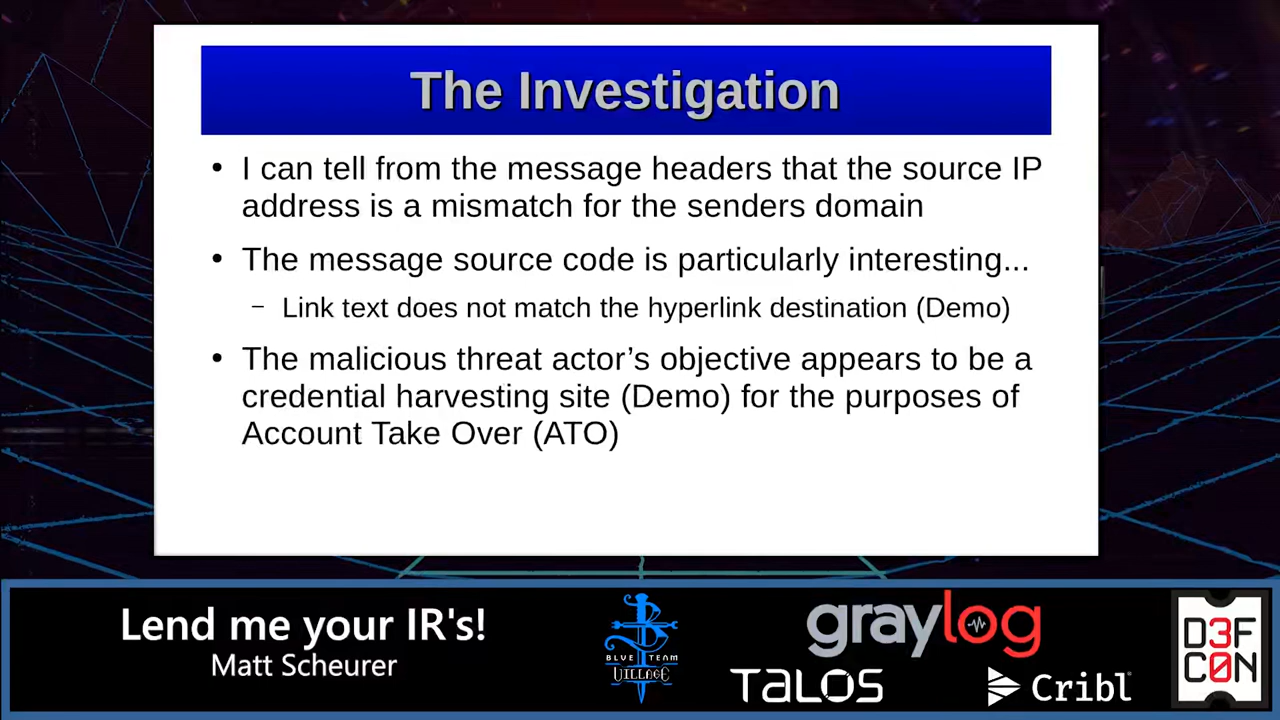 The Investigation
• I can tell from the message headers that the source IP
address is a mismatch for the senders domain
• The message source code is particularly interesting...
– Link text does not match the hyperlink destination (Demo)
• The malicious threat actor’s objective appears to be a
credential harvesting site (Demo) for the purposes of
Account Take Over (ATO)
Lend me your IR's!
Matt Scheurer
BLUE TEAM
VILLAGE
graylog
TALOS
Cribl
D3F
C0N